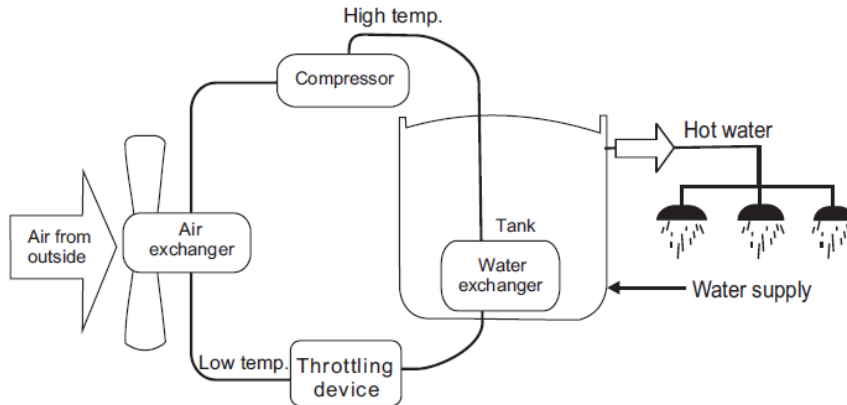 High temp.
Compressor
Hot water
Air from
outside
Air
exchanger
Tank
Water
exchanger
Water supply
Low temp.
Throttling
device